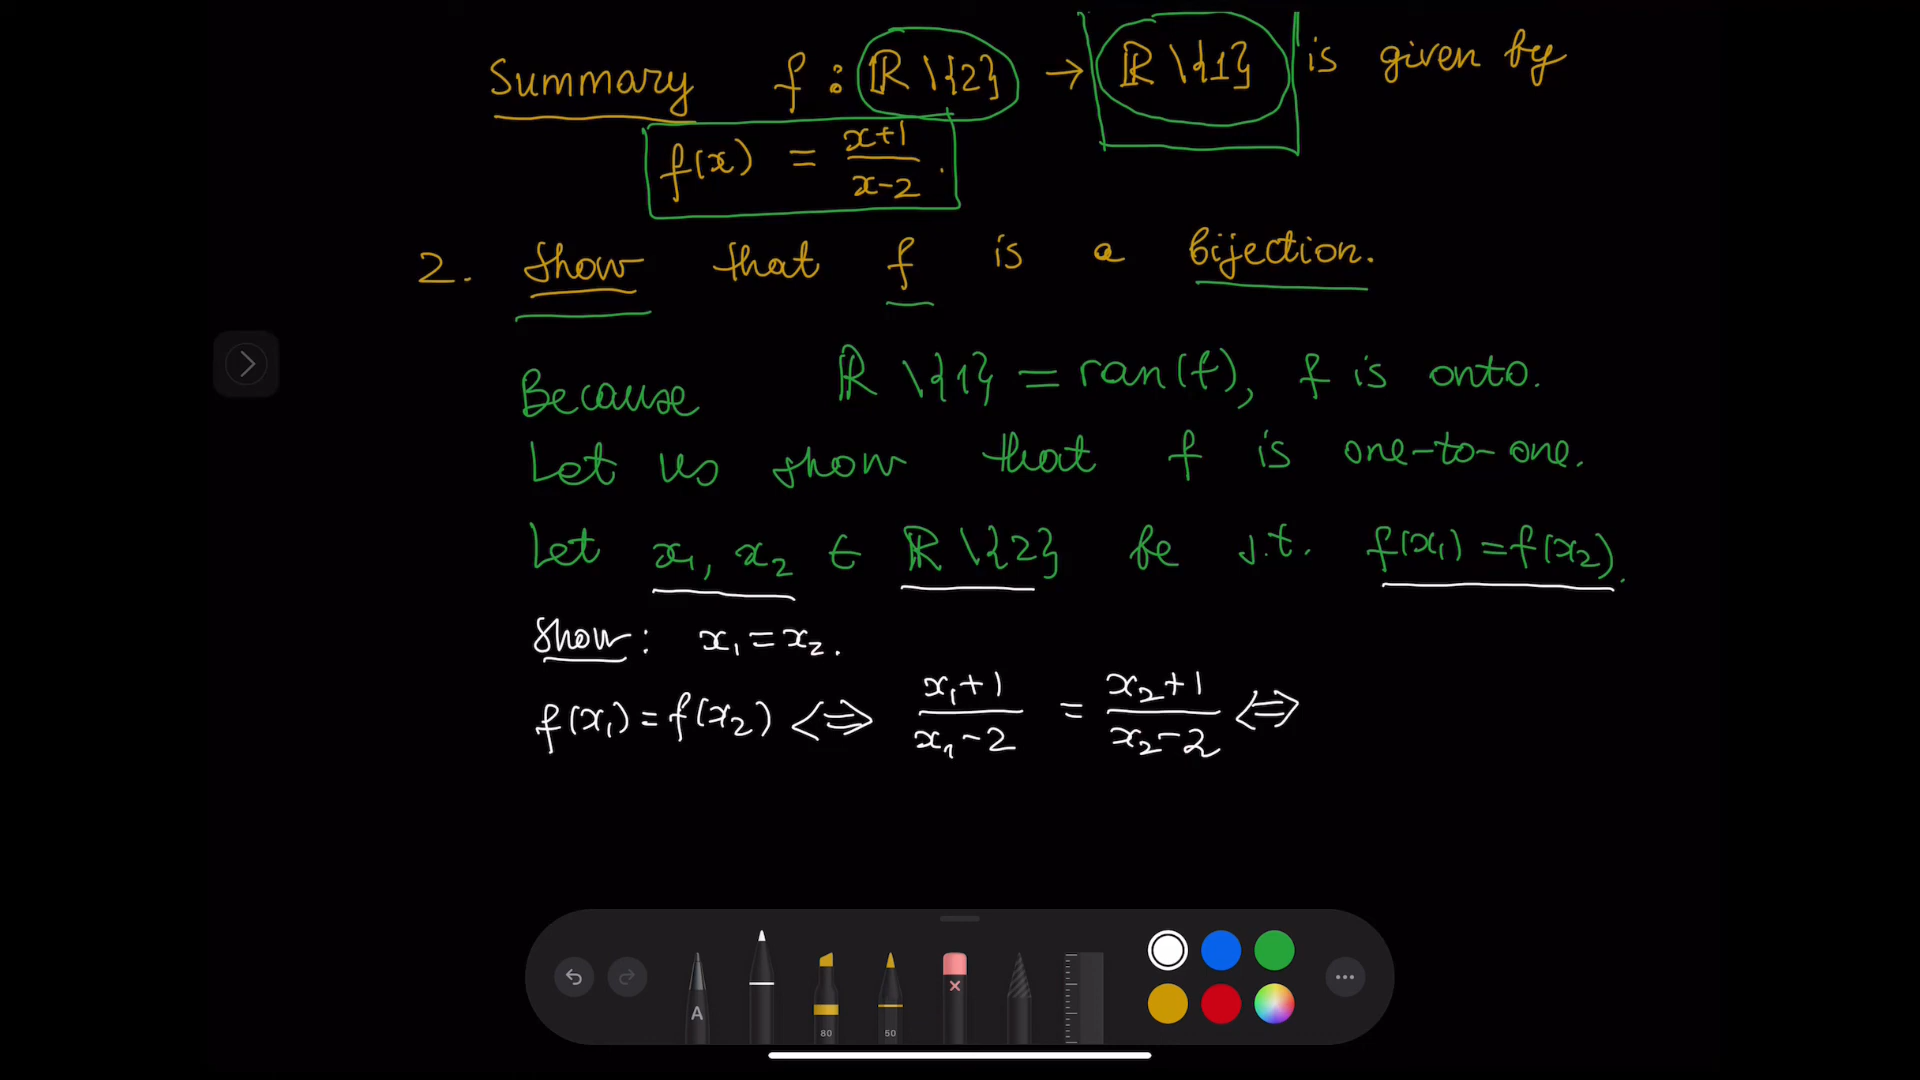 Summary f : ℝ \ {2} → ℝ \ {1} is given by
f(x) = (x+1)/(x-2).
2. Show that f is a bijection.
Because ℝ \ {1} = ran(f), f is onto.
Let us show that f is one-to-one.
Let x₁, x₂ ∈ ℝ \ {2} be s.t. f(x₁) = f(x₂).
Show: x₁ = x₂.
f(x₁) = f(x₂) ⟺ (x₁+1)/(x₁-2) = (x₂+1)/(x₂-2) ⟺
A 80 50